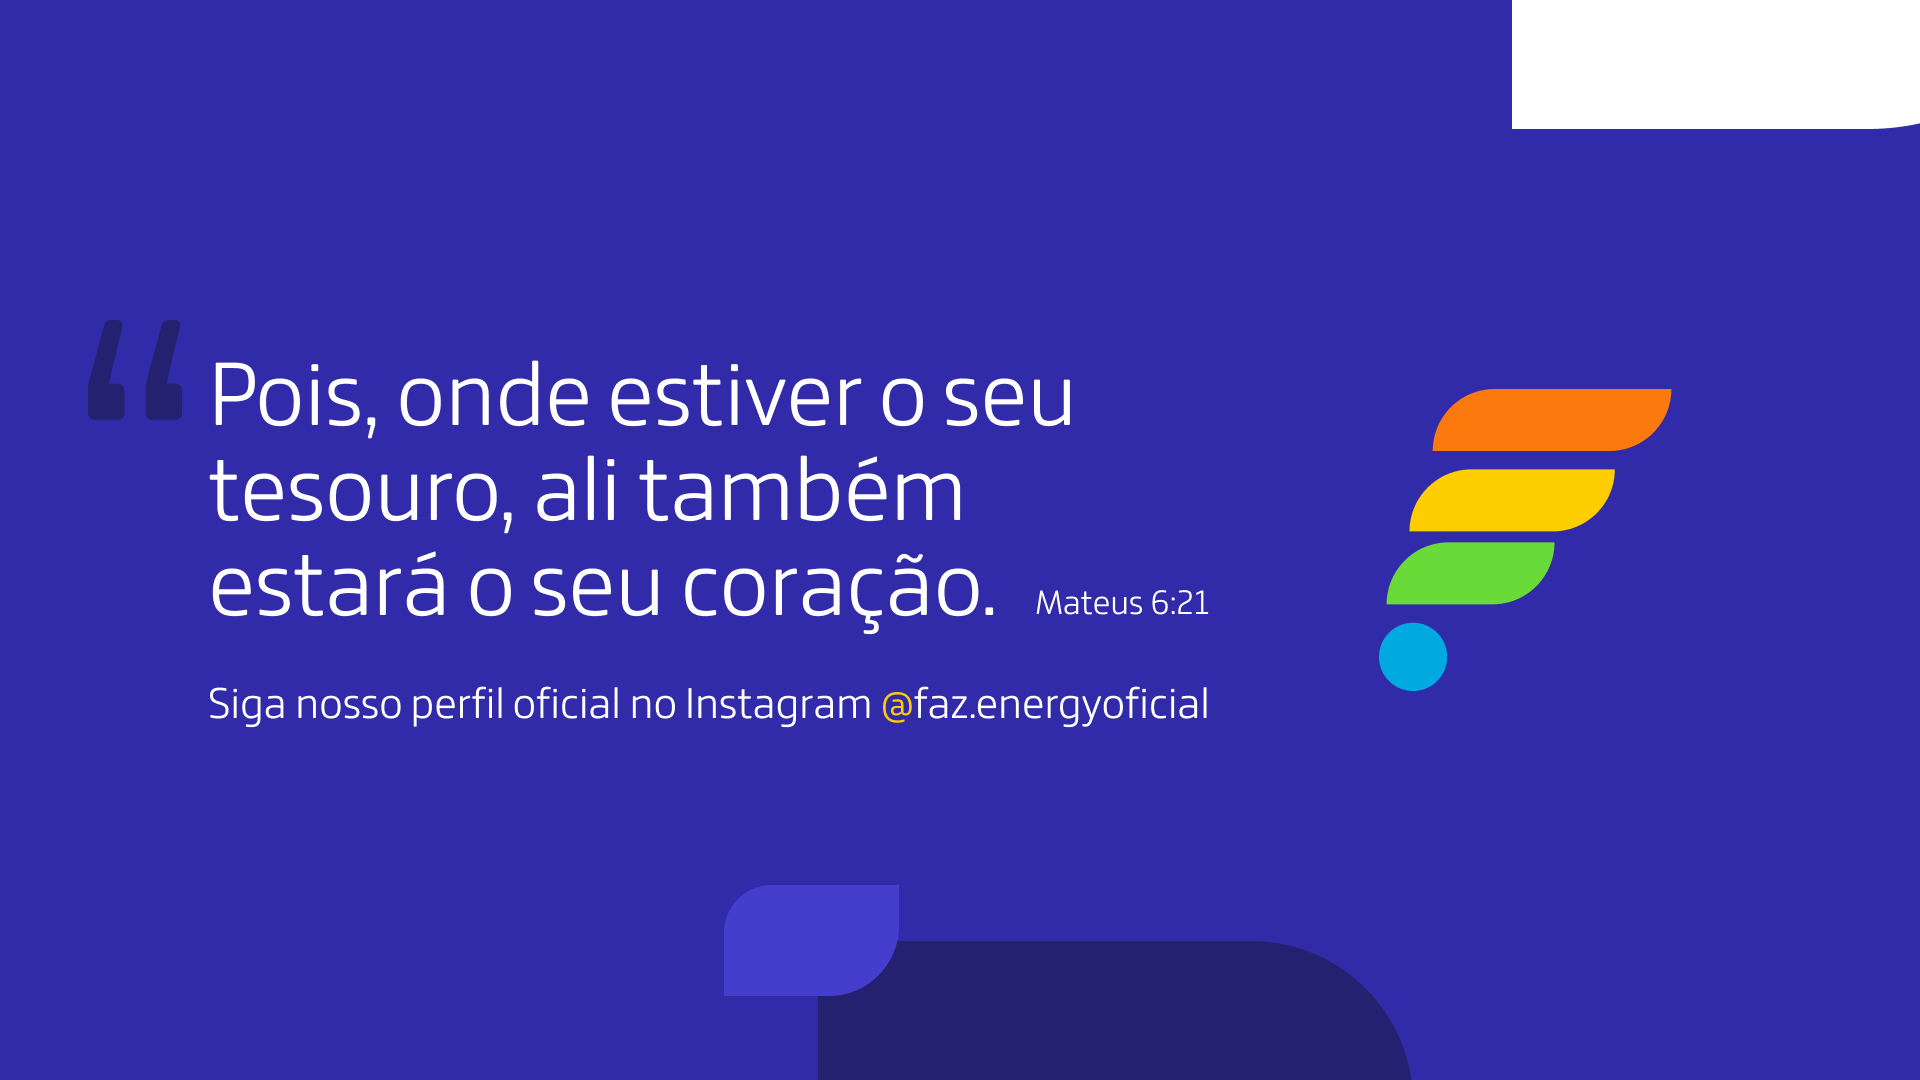 “Pois, onde estiver o seu
tesouro, ali também
estará o seu coração. Mateus 6:21
Siga nosso perfil oficial no Instagram @faz.energyoficial